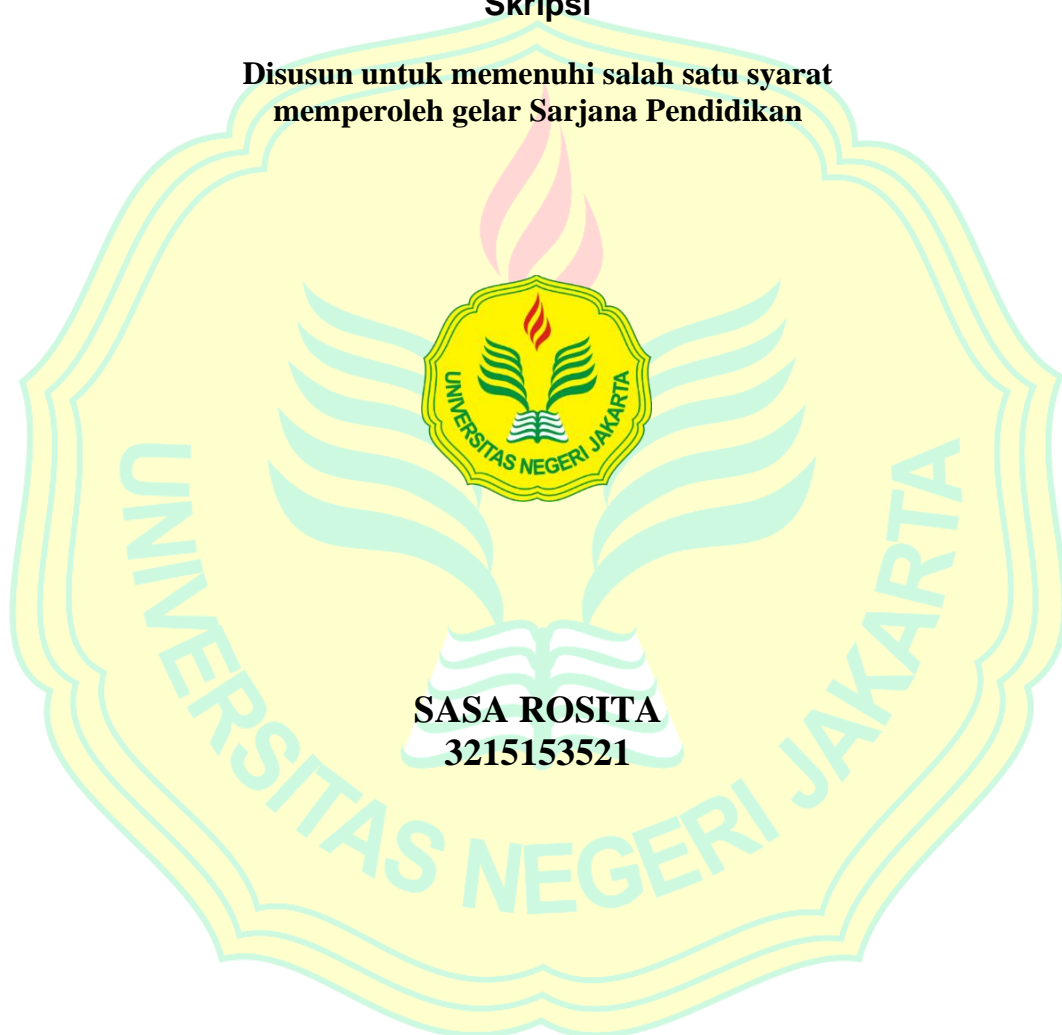 Skripsi
Disusun untuk memenuhi salah satu syarat
memperoleh gelar Sarjana Pendidikan
UNIVERSITAS NEGERI JAKARTA
SASA ROSITA
3215153521
UNIVERSITAS NEGERI JAKARTA